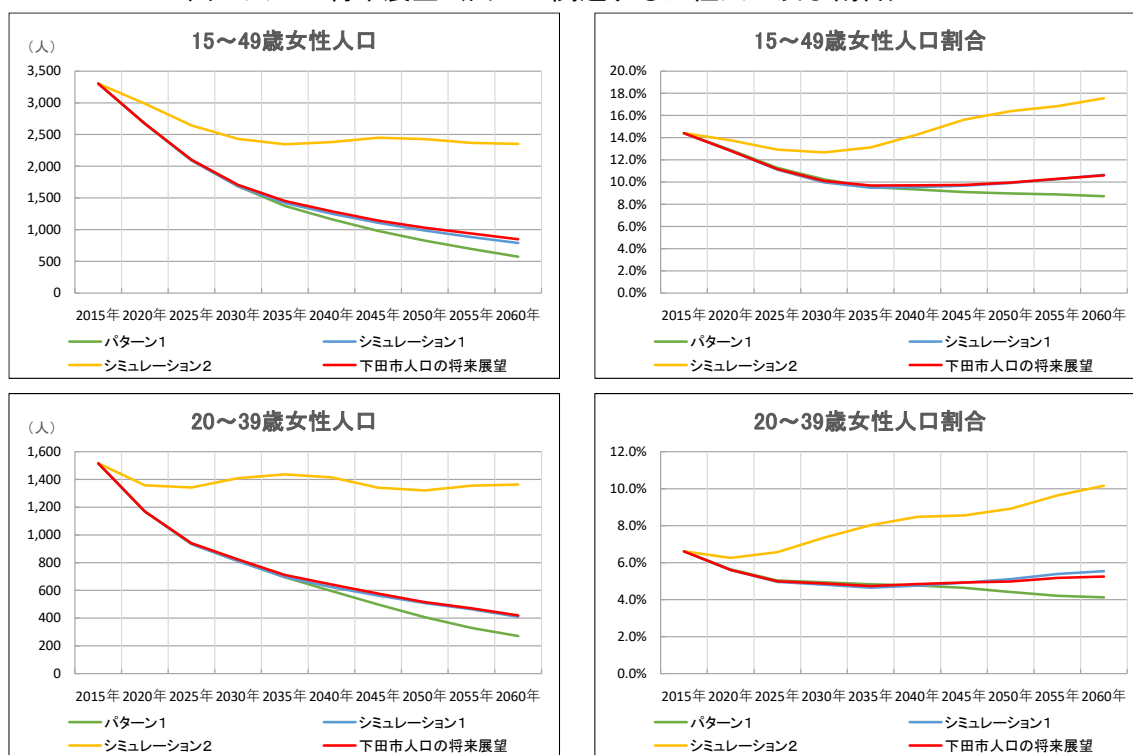 15～49歳女性人口
（人）
3,500
3,000
2,500
2,000
1,500
1,000
500
0
2015年 2020年 2025年 2030年 2035年 2040年 2045年 2050年 2055年 2060年
パターン1 シミュレーション1
シミュレーション2 下田市人口の将来展望
15～49歳女性人口割合
20.0%
18.0%
16.0%
14.0%
12.0%
10.0%
8.0%
6.0%
4.0%
2.0%
0.0%
2015年 2020年 2025年 2030年 2035年 2040年 2045年 2050年 2055年 2060年
パターン1 シミュレーション1
シミュレーション2 下田市人口の将来展望
20～39歳女性人口
（人）
1,600
1,400
1,200
1,000
800
600
400
200
0
2015年 2020年 2025年 2030年 2035年 2040年 2045年 2050年 2055年 2060年
パターン1 シミュレーション1
シミュレーション2 下田市人口の将来展望
20～39歳女性人口割合
12.0%
10.0%
8.0%
6.0%
4.0%
2.0%
0.0%
2015年 2020年 2025年 2030年 2035年 2040年 2045年 2050年 2055年 2060年
パターン1 シミュレーション1
シミュレーション2 下田市人口の将来展望